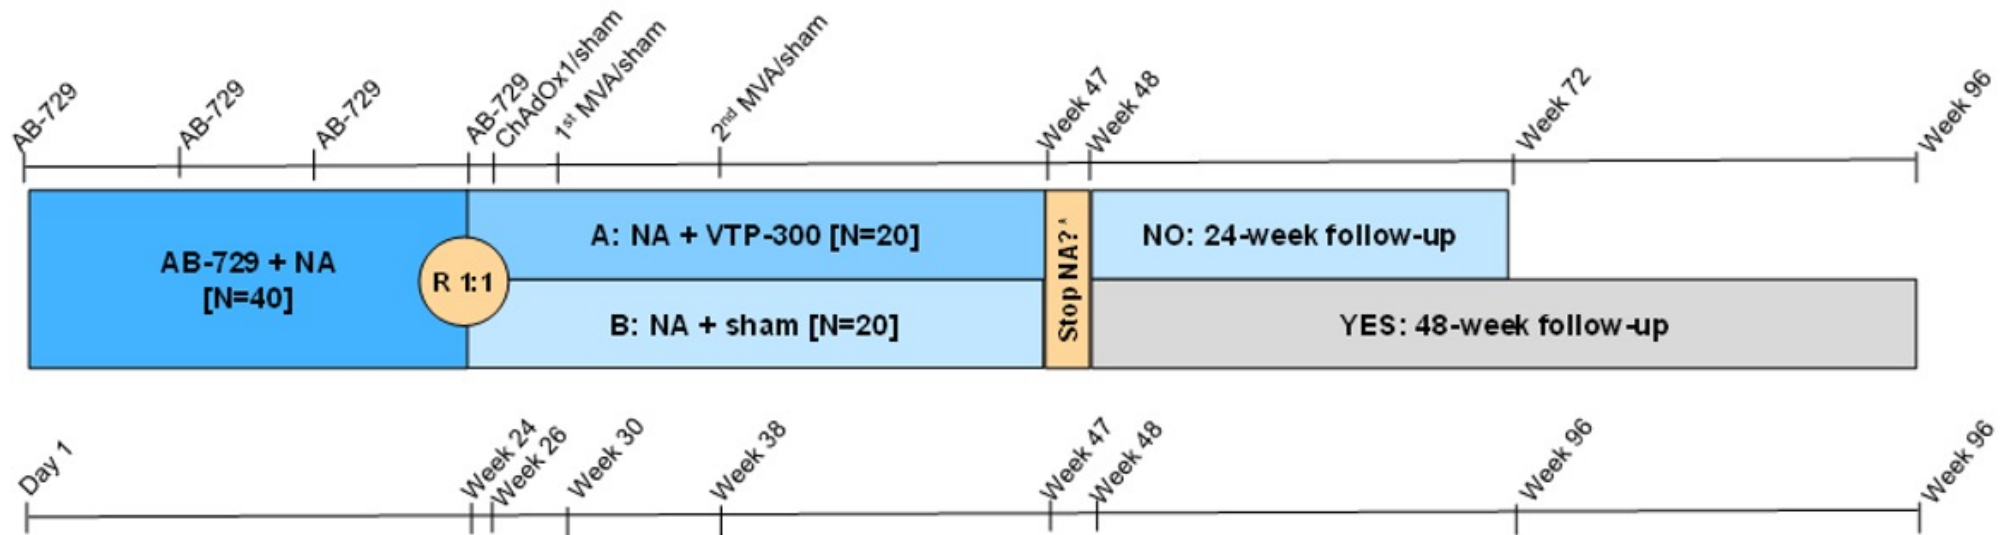 AB-729
AB-729
AB-729
AB-729
ChAdOx1/sham
1st MVA/sham
2nd MVA/sham
Week 47
Week 48
Week 72
Week 96
AB-729 + NA
[N=40]
R 1:1
A: NA + VTP-300 [N=20]
B: NA + sham [N=20]
Stop NA?
NO: 24-week follow-up
YES: 48-week follow-up
Day 1
Week 24
Week 26
Week 30
Week 38
Week 47
Week 48
Week 96
Week 96